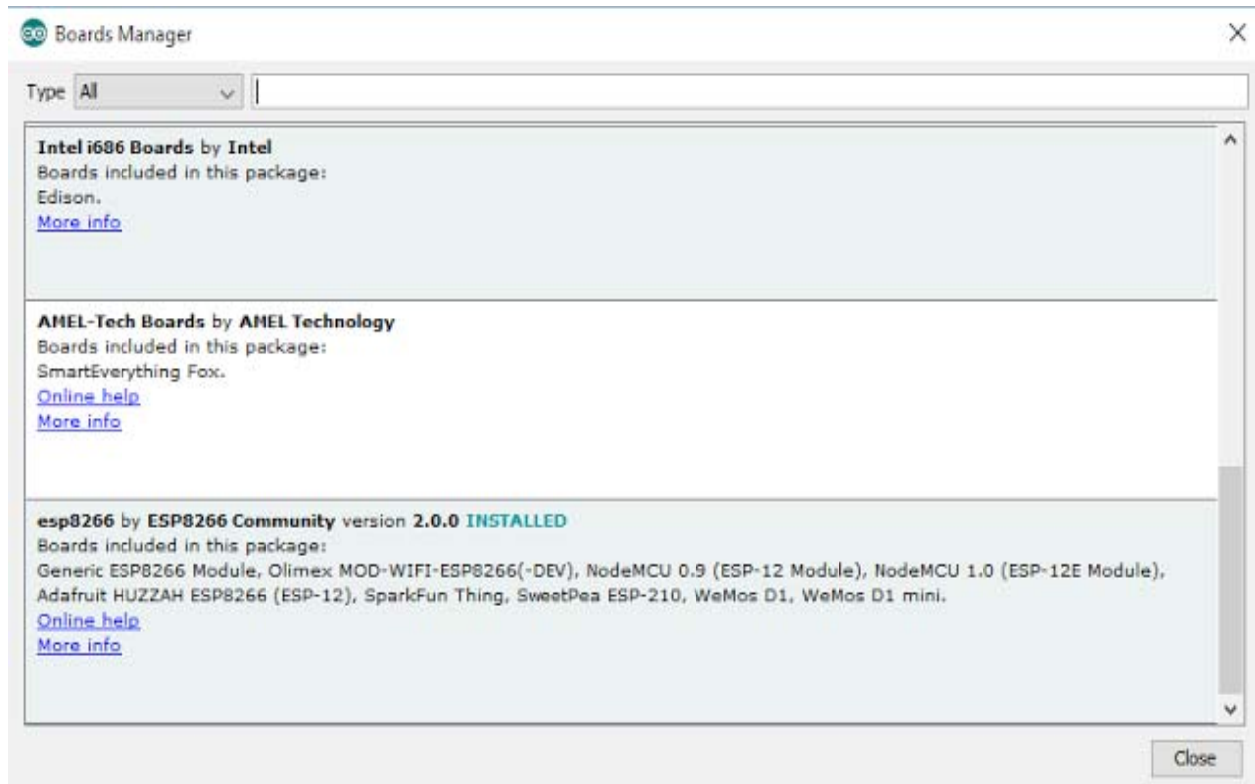 Boards Manager
Type All
Intel i686 Boards by Intel
Boards included in this package:
Edison.
More info
AMEL-Tech Boards by AMEL Technology
Boards included in this package:
SmartEverything Fox.
Online help
More info
esp8266 by ESP8266 Community version 2.0.0 INSTALLED
Boards included in this package:
Generic ESP8266 Module, Olimex MOD-WIFI-ESP8266(-DEV), NodeMCU 0.9 (ESP-12 Module), NodeMCU 1.0 (ESP-12E Module),
Adafruit HUZZAH ESP8266 (ESP-12), SparkFun Thing, SweetPea ESP-210, WeMos D1, WeMos D1 mini.
Online help
More info
Close